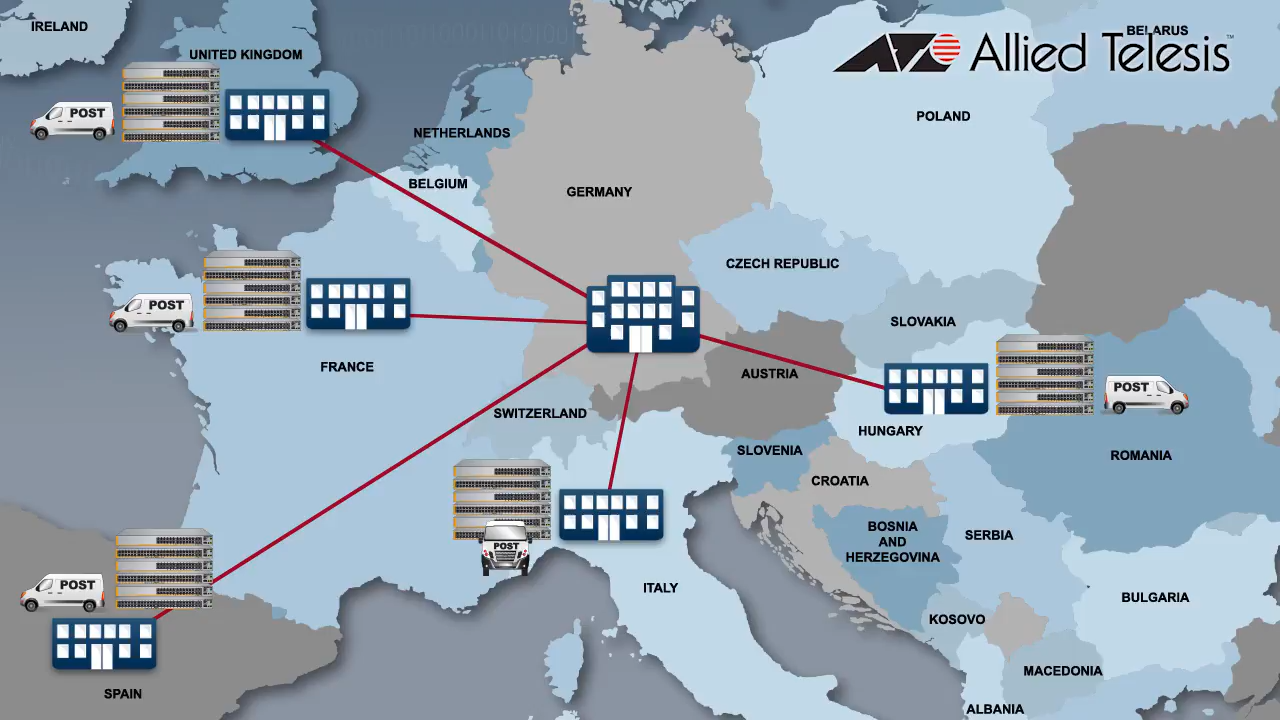 IRELAND
BELARUS
Allied Telesis™
UNITED KINGDOM
POST
POLAND
NETHERLANDS
BELGIUM
GERMANY
CZECH REPUBLIC
POST
SLOVAKIA
FRANCE
AUSTRIA
POST
SWITZERLAND
HUNGARY
SLOVENIA
ROMANIA
CROATIA
BOSNIA
AND
HERZEGOVINA
SERBIA
POST
POST
ITALY
BULGARIA
KOSOVO
MACEDONIA
SPAIN
ALBANIA